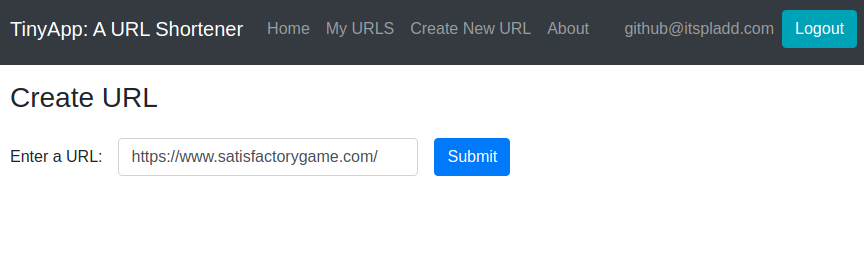 TinyApp: A URL Shortener Home My URLS Create New URL About github@itspladd.com Logout
Create URL
Enter a URL: https://www.satisfactorygame.com/ Submit